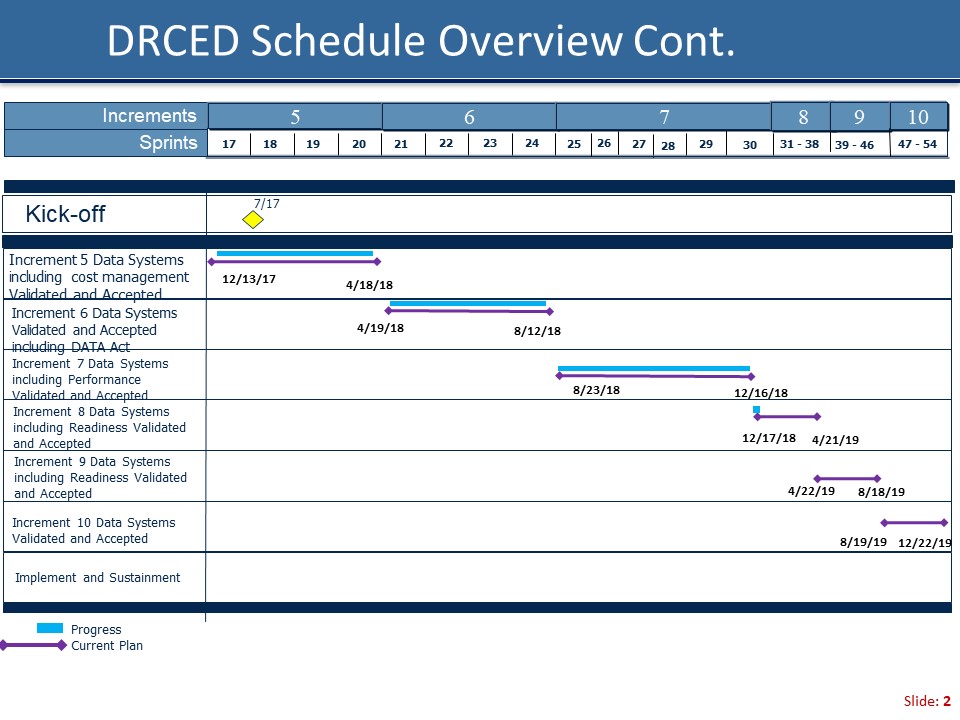 DRCED Schedule Overview Cont.
Increments 5 6 7 8 9 10
Sprints 17 18 19 20 21 22 23 24 25 26 27 28 29 30 31 - 38 39 - 46 47 - 54
Kick-off
7/17
Increment 5 Data Systems
including cost management
Validated and Accepted
12/13/17
4/18/18
Increment 6 Data Systems
Validated and Accepted
including DATA Act
4/19/18
8/12/18
Increment 7 Data Systems
including Performance
Validated and Accepted
8/23/18
12/16/18
Increment 8 Data Systems
including Readiness Validated
and Accepted
12/17/18
4/21/19
Increment 9 Data Systems
including Readiness Validated
and Accepted
4/22/19
8/18/19
Increment 10 Data Systems
Validated and Accepted
8/19/19
12/22/19
Implement and Sustainment
Progress
Current Plan
Slide: 2